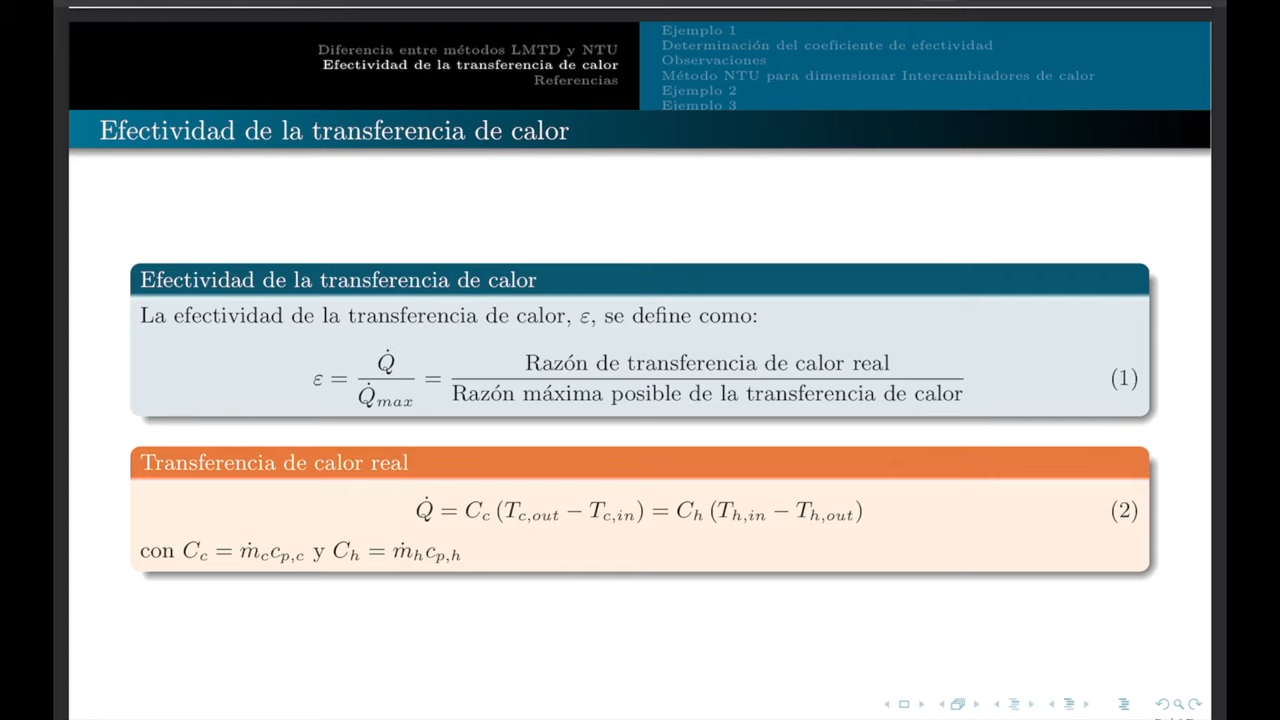 Diferencia entre métodos LMTD y NTU
Efectividad de la transferencia de calor
Referencias
Ejemplo 1
Determinación del coeficiente de efectividad
Observaciones
Método NTU para dimensionar Intercambiadores de calor
Ejemplo 2
Ejemplo 3
Efectividad de la transferencia de calor
Efectividad de la transferencia de calor
La efectividad de la transferencia de calor, ε, se define como:
ε = Q̇ / Q̇_max = Razón de transferencia de calor real / Razón máxima posible de la transferencia de calor (1)
Transferencia de calor real
Q̇ = C_c (T_c,out − T_c,in) = C_h (T_h,in − T_h,out) (2)
con C_c = ṁ_c c_p,c y C_h = ṁ_h c_p,h